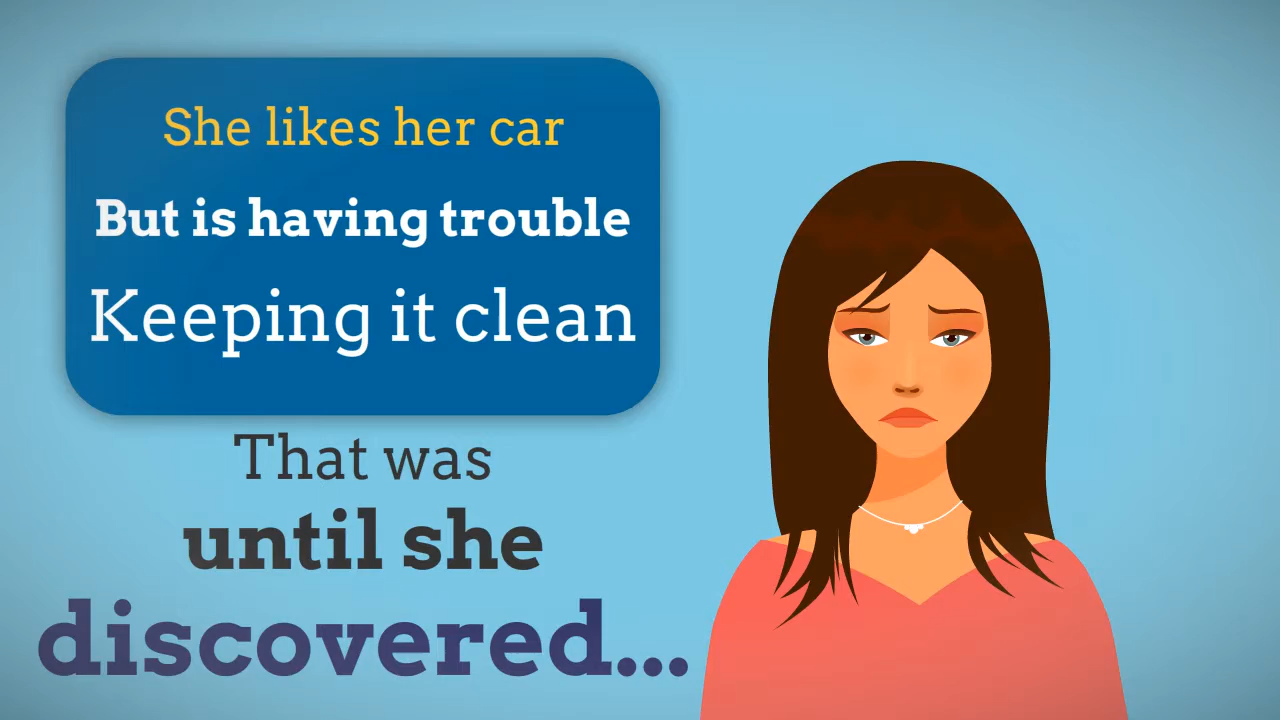 She likes her car
But is having trouble
Keeping it clean
That was
until she
discovered...